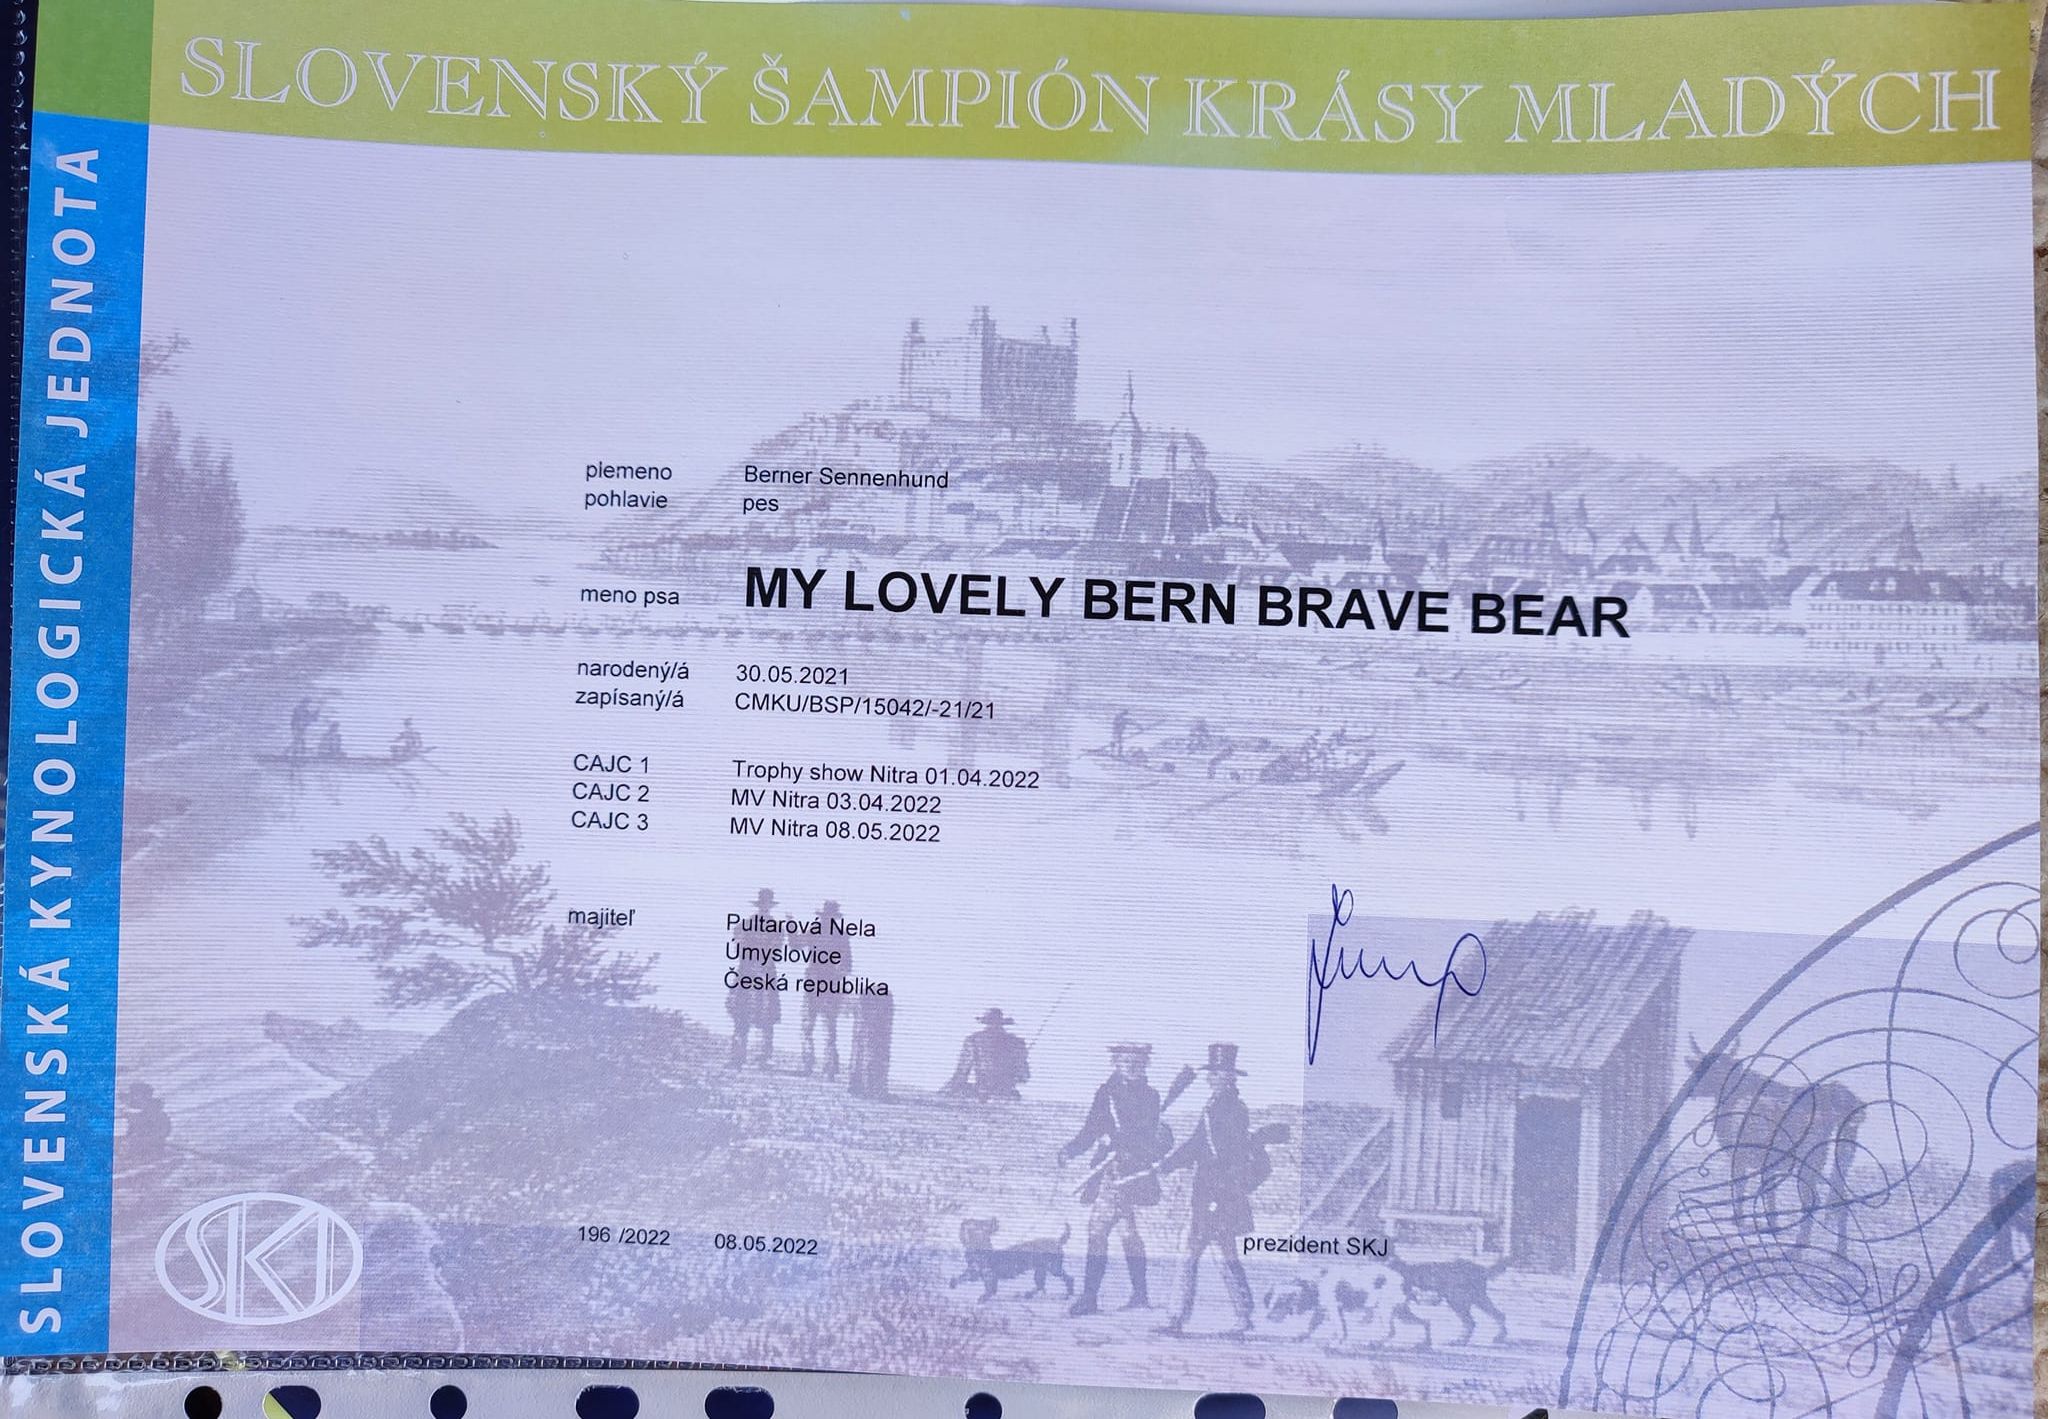 SLOVENSKÝ ŠAMPIÓN KRÁSY MLADÝCH
SLOVENSKÁ KYNOLOGICKÁ JEDNOTA
plemeno Berner Sennenhund
pohlavie pes
meno psa MY LOVELY BERN BRAVE BEAR
narodený/á 30.05.2021
zapísaný/á CMKU/BSP/15042/-21/21
CAJC 1 Trophy show Nitra 01.04.2022
CAJC 2 MV Nitra 03.04.2022
CAJC 3 MV Nitra 08.05.2022
majiteľ Pultarová Nela
Úmyslovice
Česká republika
196 /2022 08.05.2022 prezident SKJ
SKJ